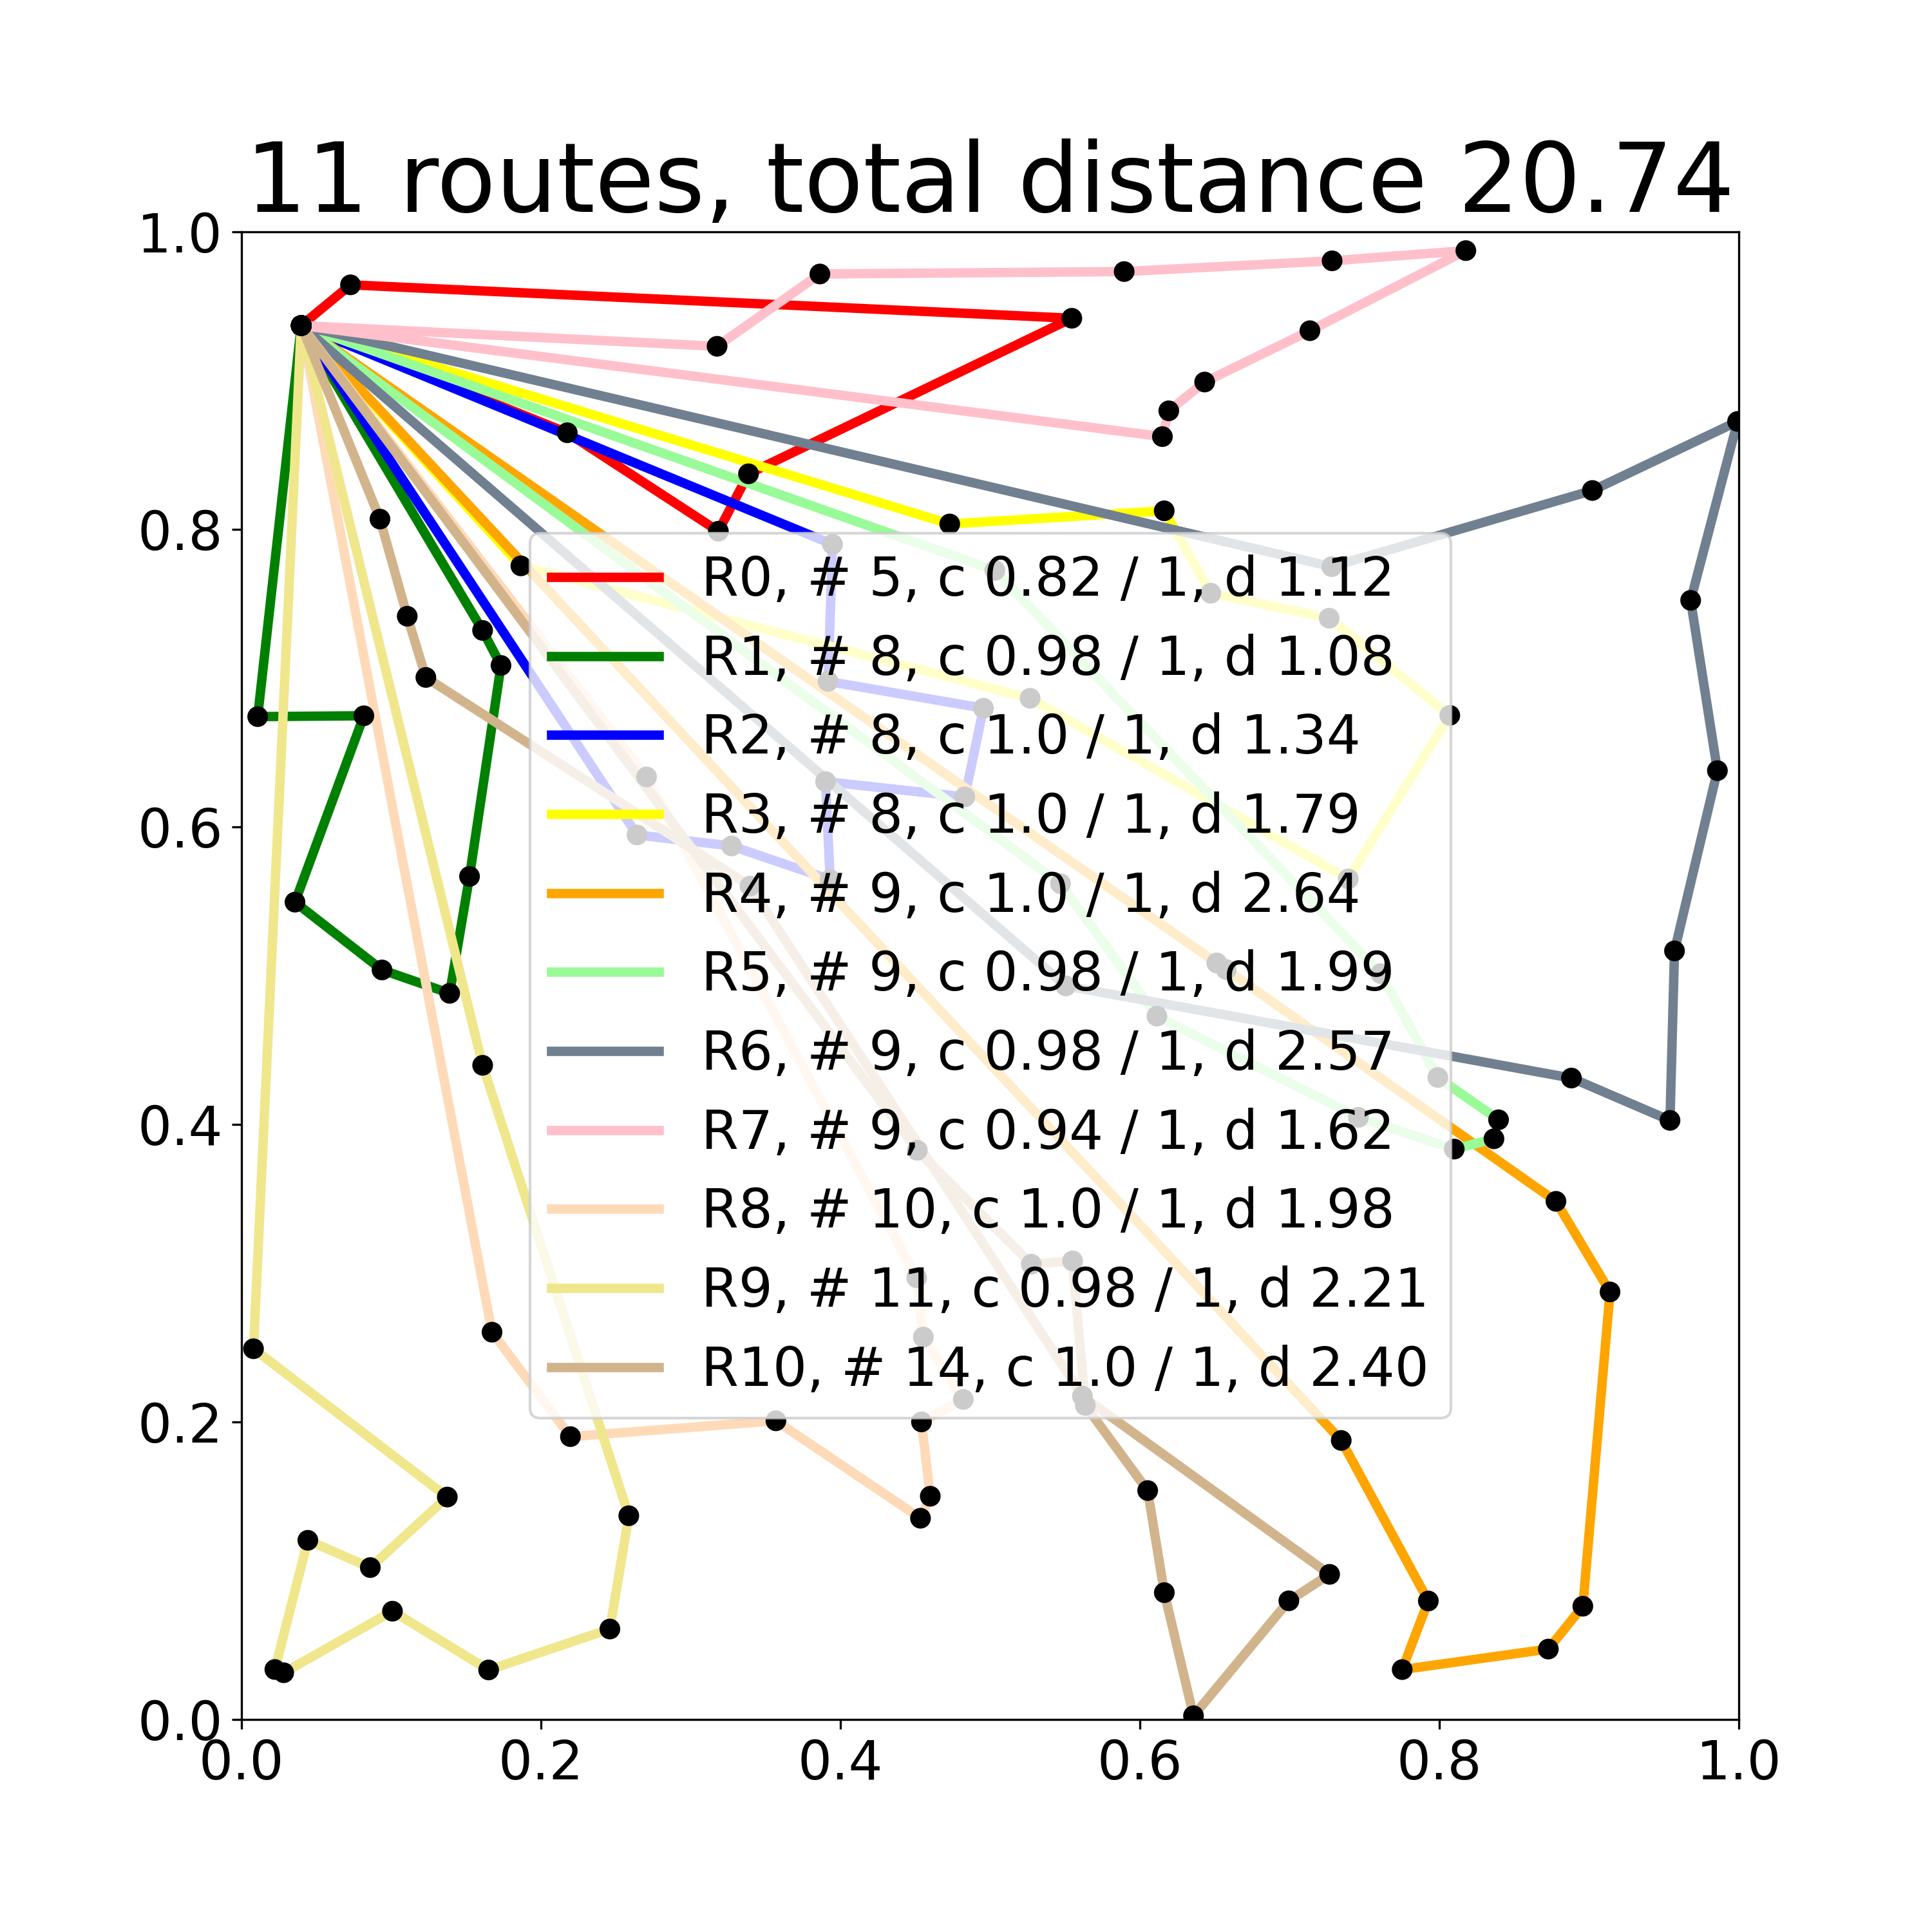 11 routes, total distance 20.74
1.0
0.8
0.6
0.4
0.2
0.0
0.0 0.2 0.4 0.6 0.8 1.0
R0, # 5, c 0.82 / 1, d 1.12
R1, # 8, c 0.98 / 1, d 1.08
R2, # 8, c 1.0 / 1, d 1.34
R3, # 8, c 1.0 / 1, d 1.79
R4, # 9, c 1.0 / 1, d 2.64
R5, # 9, c 0.98 / 1, d 1.99
R6, # 9, c 0.98 / 1, d 2.57
R7, # 9, c 0.94 / 1, d 1.62
R8, # 10, c 1.0 / 1, d 1.98
R9, # 11, c 0.98 / 1, d 2.21
R10, # 14, c 1.0 / 1, d 2.40